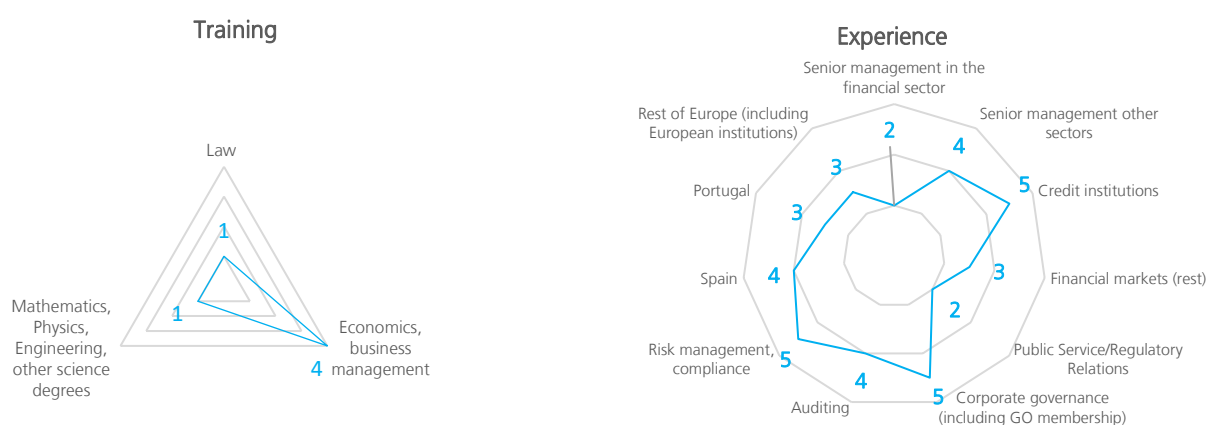 Training
Law
1
Mathematics,
Physics,
Engineering,
other science
degrees
1
Economics,
business
management
4
Experience
Senior management in the
financial sector
2
Senior management other
sectors
4
Credit institutions
5
Financial markets (rest)
3
Public Service/Regulatory
Relations
2
Corporate governance
(including GO membership)
5
Auditing
4
Risk management,
compliance
5
Spain
4
Portugal
3
Rest of Europe (including
European institutions)
3